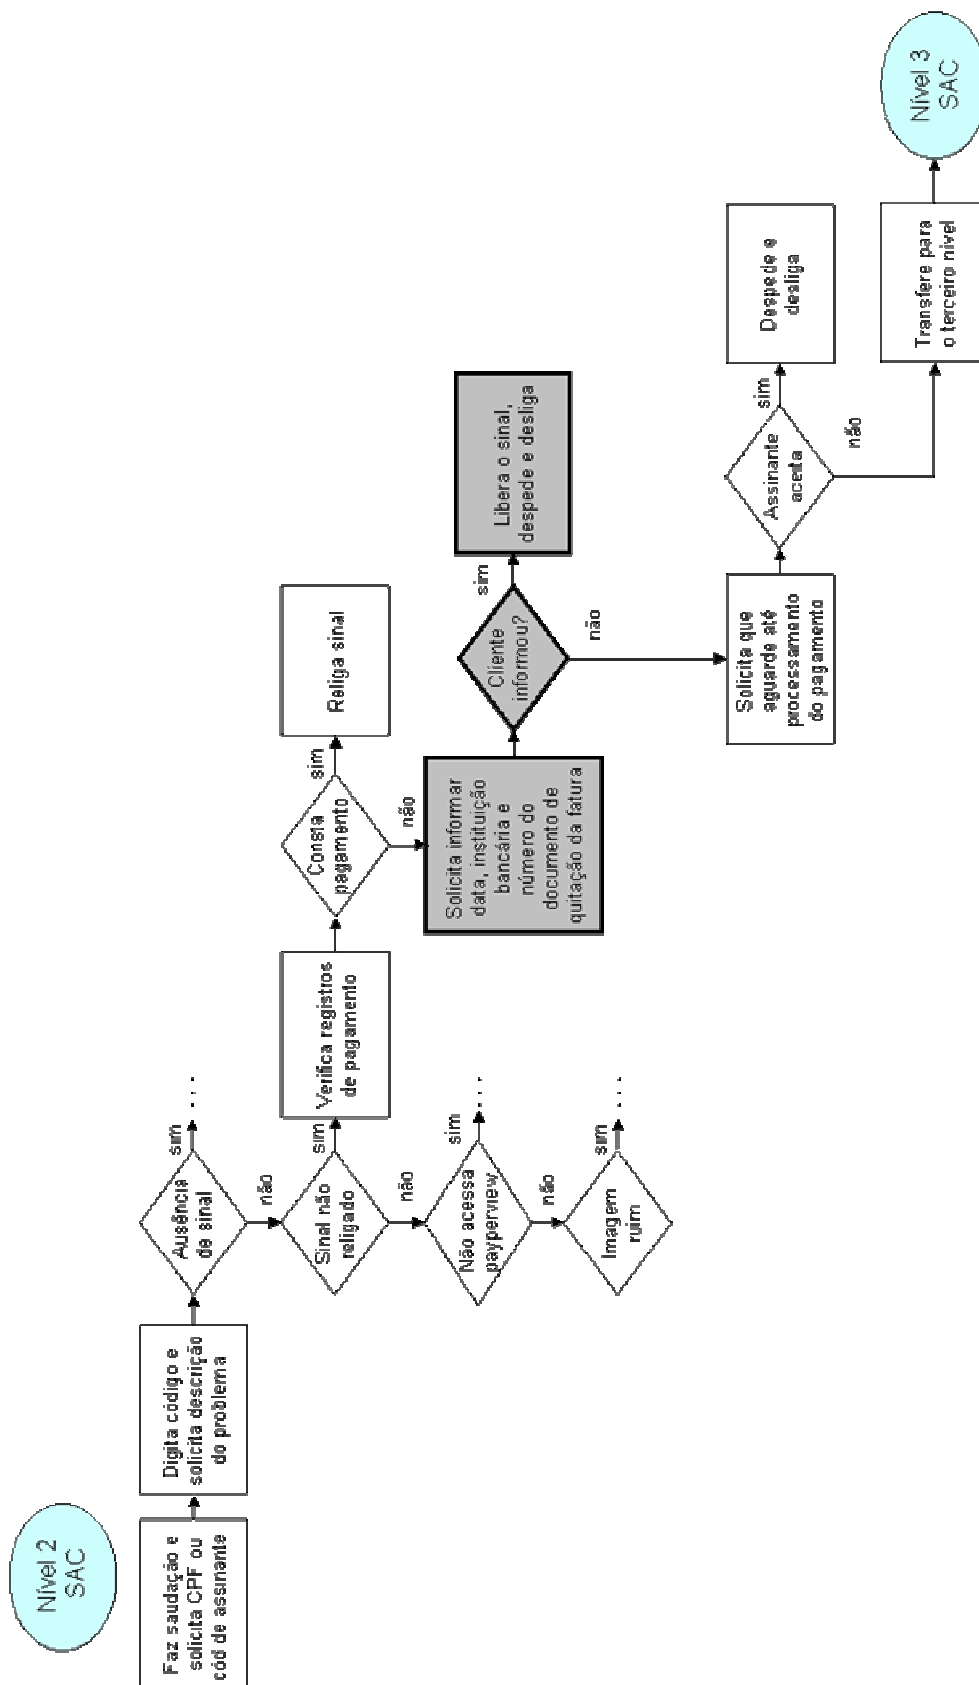 Nível 2
SAC
Faz saudação e
solicita CPF ou
cód de assinante
Digita código e
solicita descrição
do problema
Ausência
de sinal
sim
...
não
Sinal não
religado
sim
não
Verifica registros
de pagamento
Consta
pagamento
sim
Religa sinal
não
Não acessa
payperview
sim
...
não
Imagem
ruim
sim
...
Solicita informar
data, instituição
bancária e
número do
documento de
quitação da fatura
Cliente
informou?
sim
Libera o sinal,
despede e desliga
não
Solicita que
aguarde até
processamento
do pagamento
Assinante
aceita
sim
Despede e
desliga
não
Transfere para
o terceiro nível
Nível 3
SAC